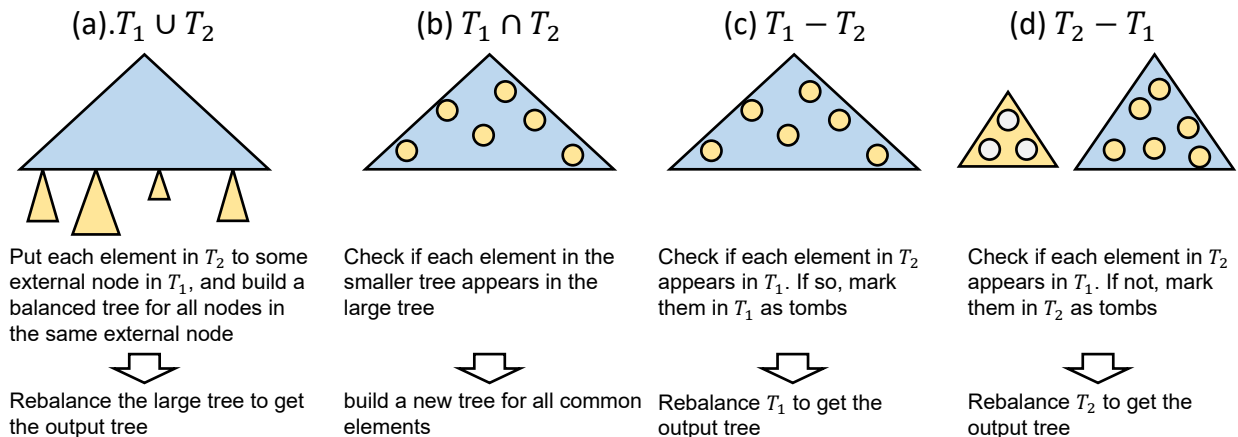 (a).T₁ ∪ T₂
Put each element in T₂ to some
external node in T₁, and build a
balanced tree for all nodes in
the same external node
Rebalance the large tree to get
the output tree
(b) T₁ ∩ T₂
Check if each element in the
smaller tree appears in the
large tree
build a new tree for all common
elements
(c) T₁ − T₂
Check if each element in T₂
appears in T₁. If so, mark
them in T₁ as tombs
Rebalance T₁ to get the
output tree
(d) T₂ − T₁
Check if each element in T₂
appears in T₁. If not, mark
them in T₂ as tombs
Rebalance T₂ to get the
output tree